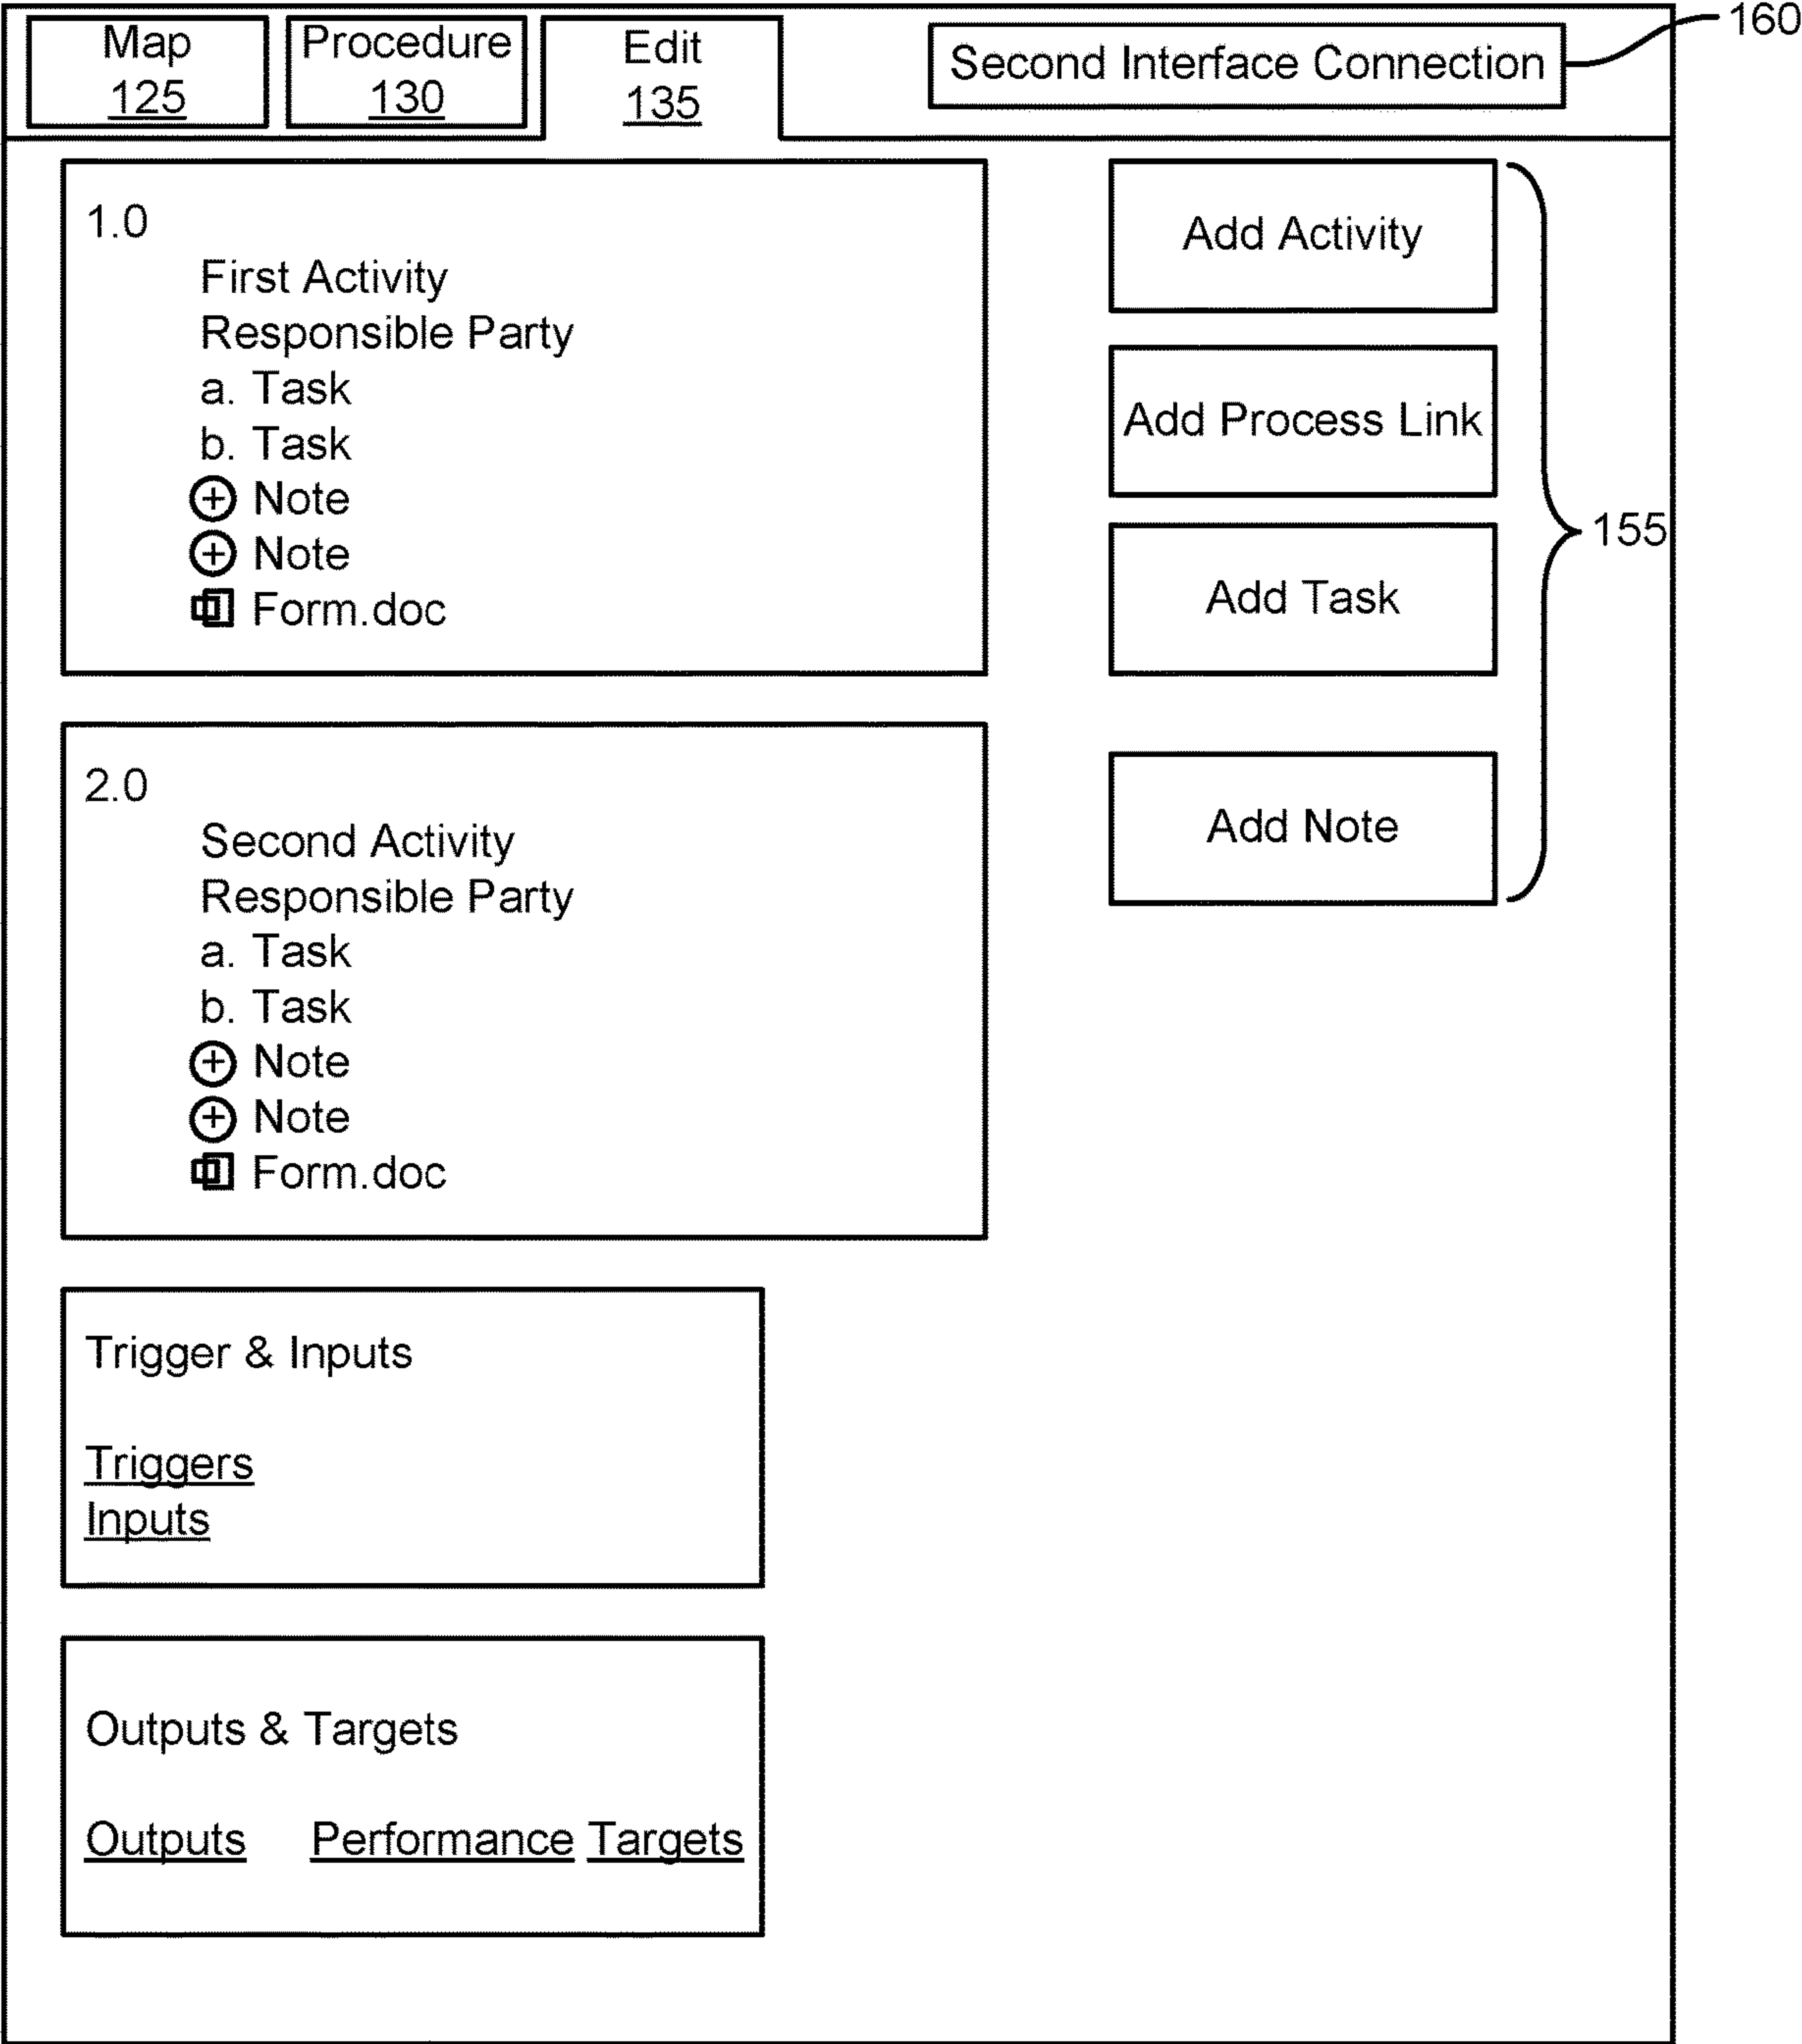 Map
125
Procedure
130
Edit
135
Second Interface Connection
160
1.0
First Activity
Responsible Party
a. Task
b. Task
Note
Note
Form.doc
Add Activity
Add Process Link
Add Task
Add Note
155
2.0
Second Activity
Responsible Party
a. Task
b. Task
Note
Note
Form.doc
Trigger & Inputs
Triggers
Inputs
Outputs & Targets
Outputs Performance Targets